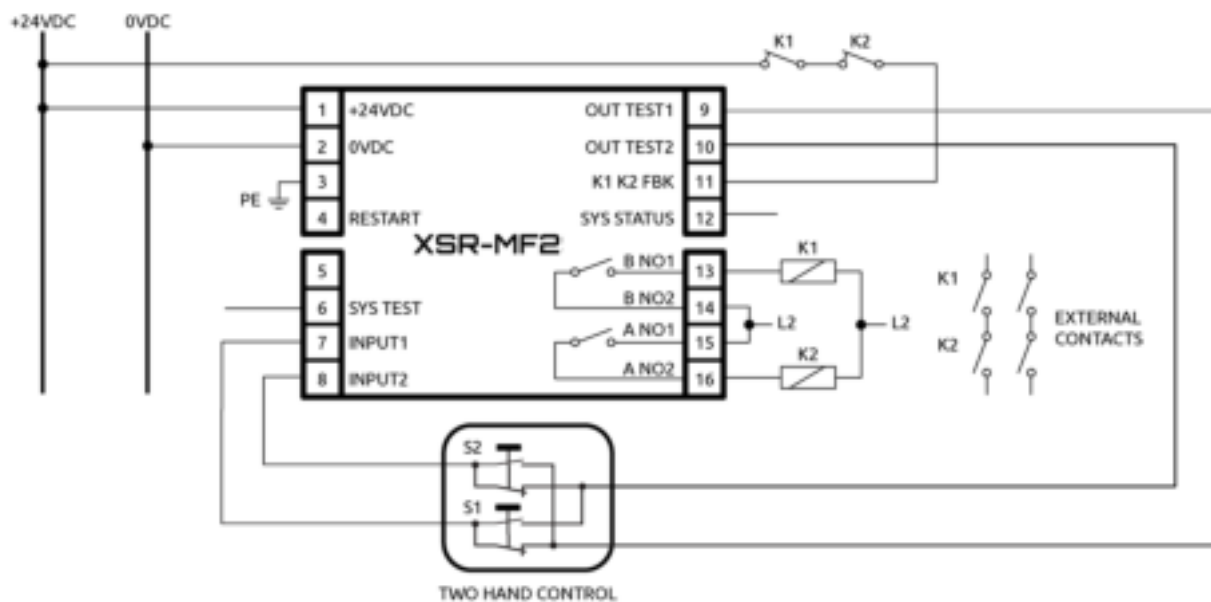 +24VDC 0VDC
K1 K2
1 +24VDC OUT TEST1 9
2 0VDC OUT TEST2 10
PE 3 K1 K2 FBK 11
4 RESTART SYS STATUS 12
XSR-MF2
5 B NO1 13 K1
6 SYS TEST B NO2 14
7 INPUT1 A NO1 15
8 INPUT2 A NO2 16 K2
L2 L2
K1
K2
EXTERNAL
CONTACTS
S2
S1
TWO HAND CONTROL